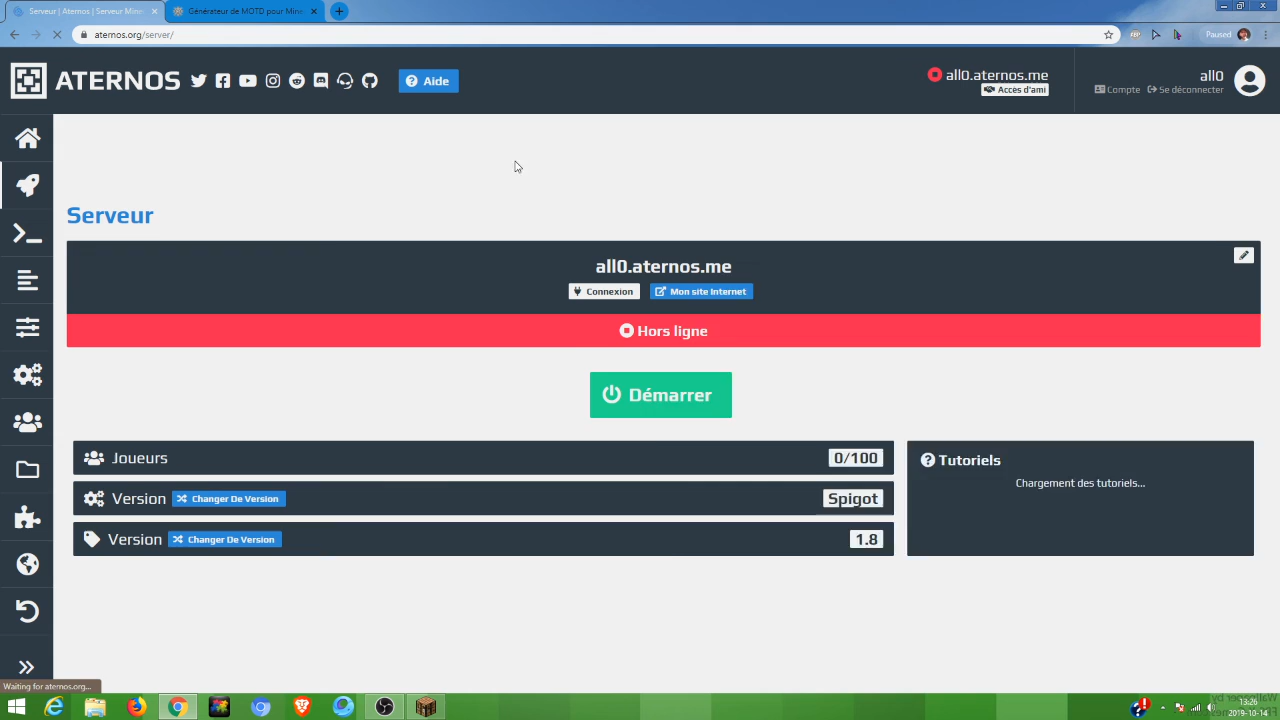 Serveur | Aternos | Serveur Mine
Générateur de MOTD pour Mine
aternos.org/server/
Paused
ATERNOS
Aide
all0.aternos.me
Accès d'ami
all0
Compte
Se déconnecter
Serveur
all0.aternos.me
Connexion
Mon site Internet
Hors ligne
Démarrer
Joueurs
0/100
Version
Changer De Version
Spigot
Version
Changer De Version
1.8
Tutoriels
Chargement des tutoriels...
Waiting for aternos.org...
13:26
2019-10-14